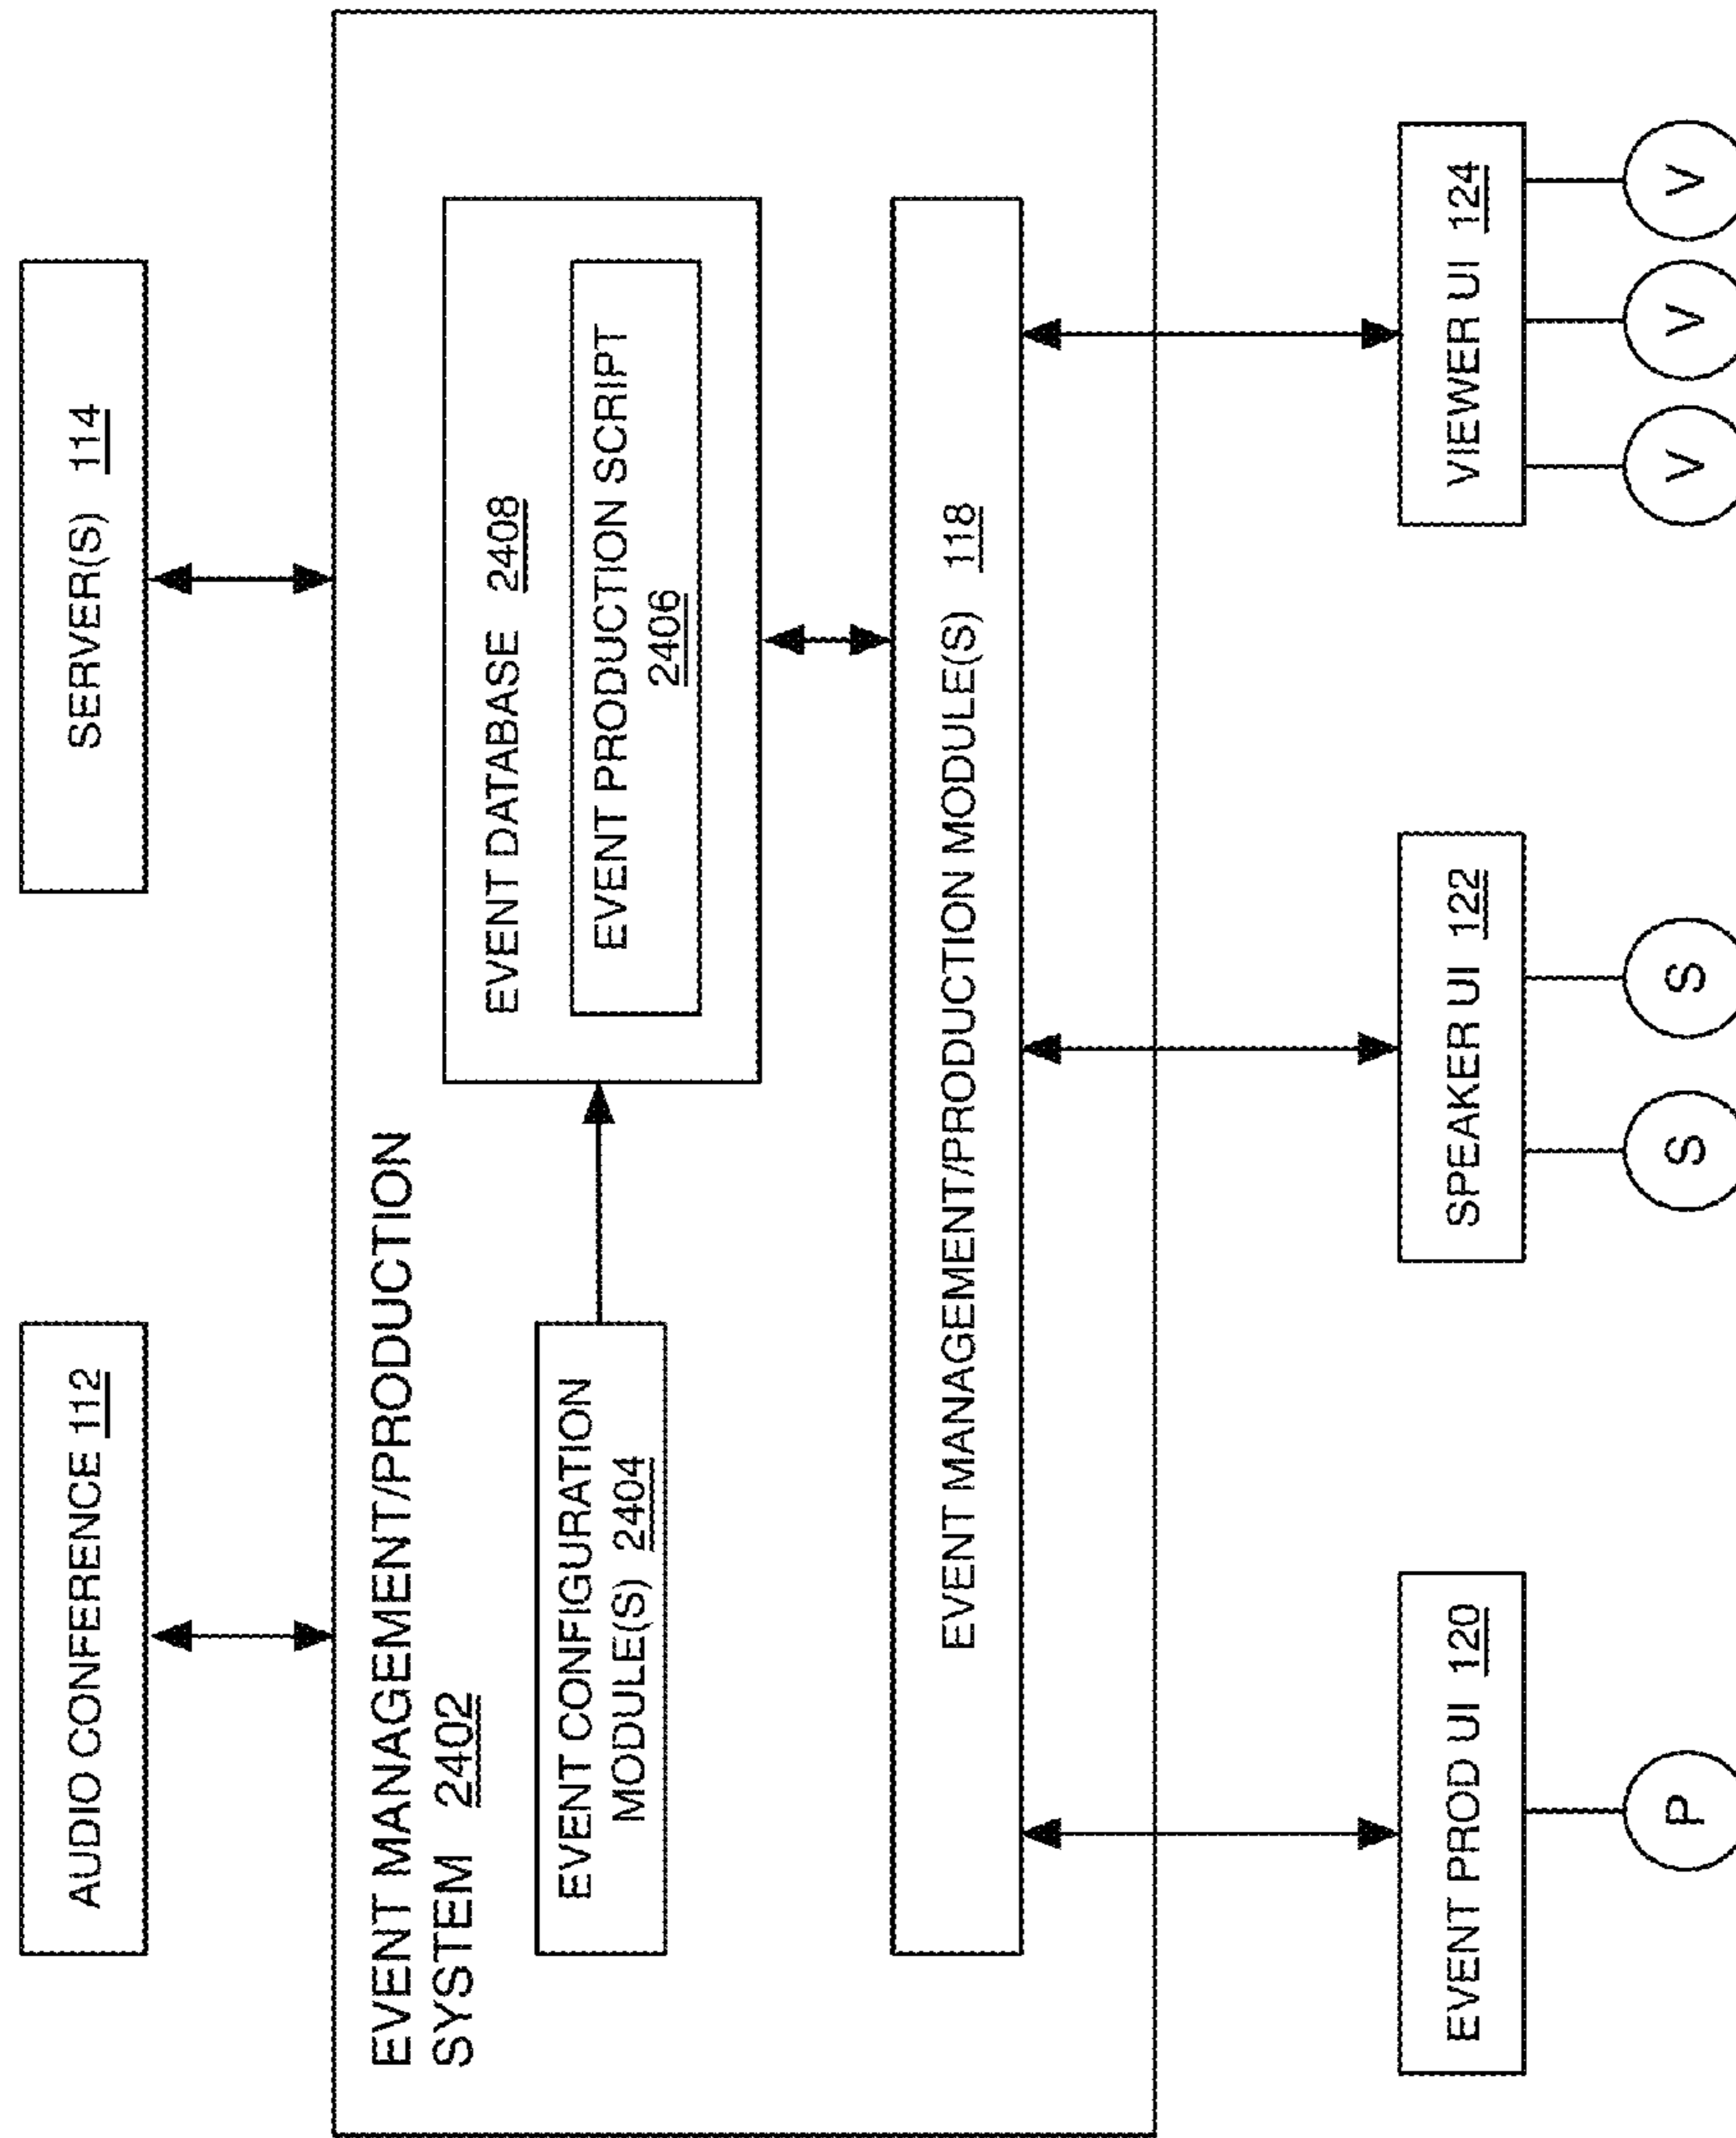 AUDIO CONFERENCE 112
SERVER(S) 114
EVENT MANAGEMENT/PRODUCTION
SYSTEM 2402
EVENT DATABASE 2408
EVENT CONFIGURATION
MODULE(S) 2404
EVENT PRODUCTION SCRIPT
2406
EVENT MANAGEMENT/PRODUCTION MODULE(S) 118
EVENT PROD UI 120
SPEAKER UI 122
VIEWER UI 124
P
S
S
V
V
V